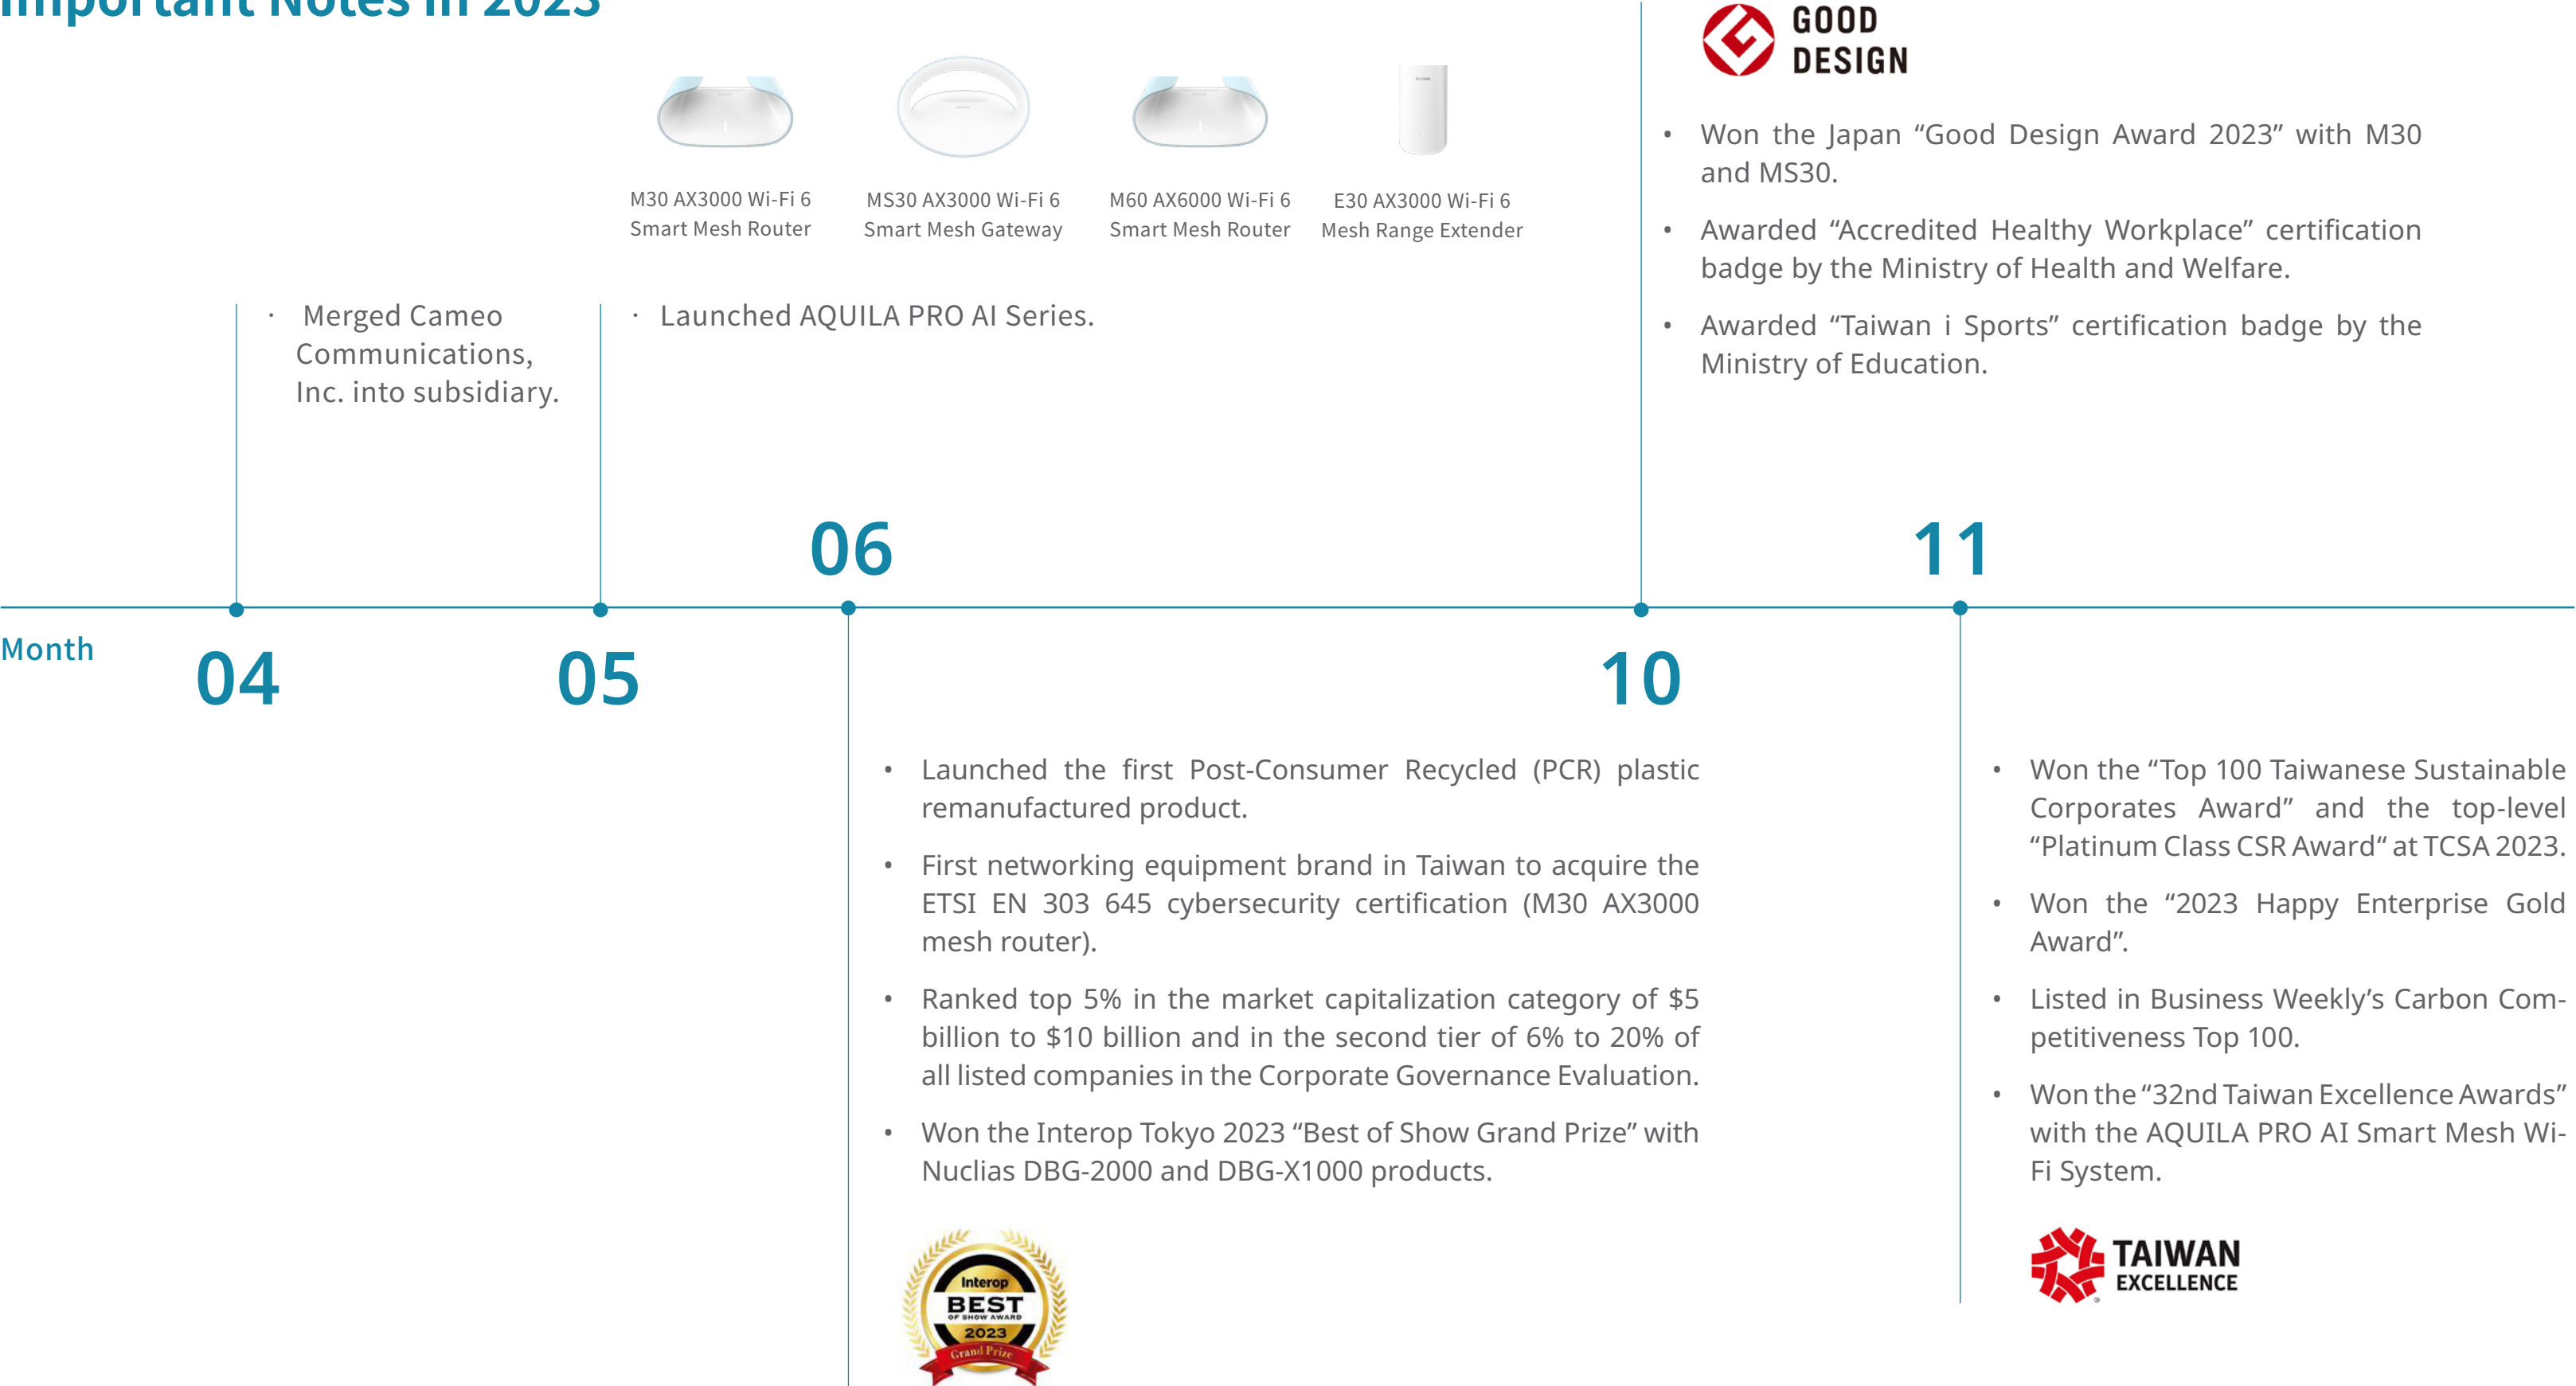 Important Notes in 2023
M30 AX3000 Wi-Fi 6
Smart Mesh Router
MS30 AX3000 Wi-Fi 6
Smart Mesh Gateway
M60 AX6000 Wi-Fi 6
Smart Mesh Router
E30 AX3000 Wi-Fi 6
Mesh Range Extender
· Merged Cameo
Communications,
Inc. into subsidiary.
· Launched AQUILA PRO AI Series.
GOOD
DESIGN
• Won the Japan “Good Design Award 2023” with M30
and MS30.
• Awarded “Accredited Healthy Workplace” certification
badge by the Ministry of Health and Welfare.
• Awarded “Taiwan i Sports” certification badge by the
Ministry of Education.
06
11
Month
04
05
10
• Launched the first Post-Consumer Recycled (PCR) plastic
remanufactured product.
• First networking equipment brand in Taiwan to acquire the
ETSI EN 303 645 cybersecurity certification (M30 AX3000
mesh router).
• Ranked top 5% in the market capitalization category of $5
billion to $10 billion and in the second tier of 6% to 20% of
all listed companies in the Corporate Governance Evaluation.
• Won the Interop Tokyo 2023 “Best of Show Grand Prize” with
Nuclias DBG-2000 and DBG-X1000 products.
Interop
BEST
OF SHOW AWARD
2023
Grand Prize
• Won the “Top 100 Taiwanese Sustainable
Corporates Award” and the top-level
“Platinum Class CSR Award“ at TCSA 2023.
• Won the “2023 Happy Enterprise Gold
Award”.
• Listed in Business Weekly’s Carbon Com-
petitiveness Top 100.
• Won the “32nd Taiwan Excellence Awards”
with the AQUILA PRO AI Smart Mesh Wi-
Fi System.
TAIWAN
EXCELLENCE